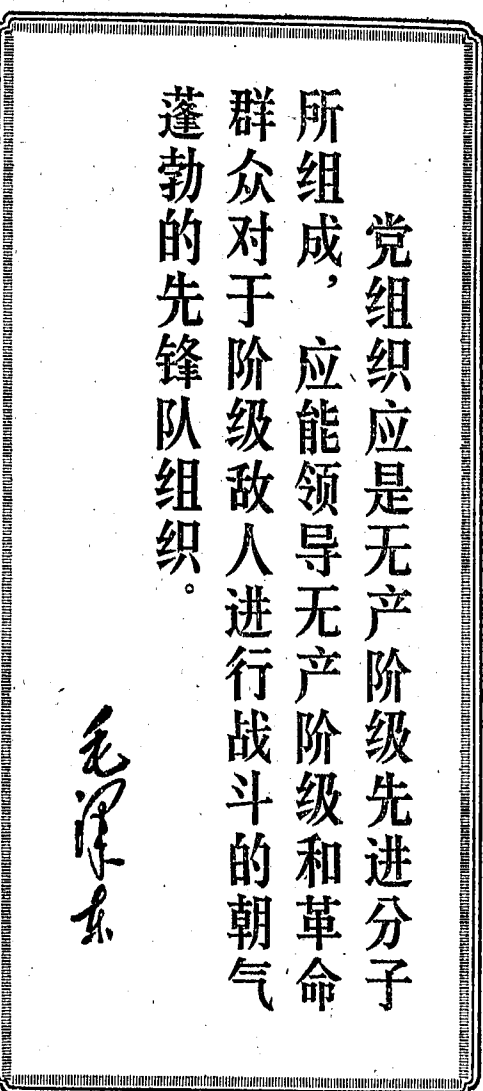 党组织应是无产阶级先进分子
所组成，应能领导无产阶级和革命
群众对于阶级敌人进行战斗的朝气
蓬勃的先锋队组织。
毛泽东